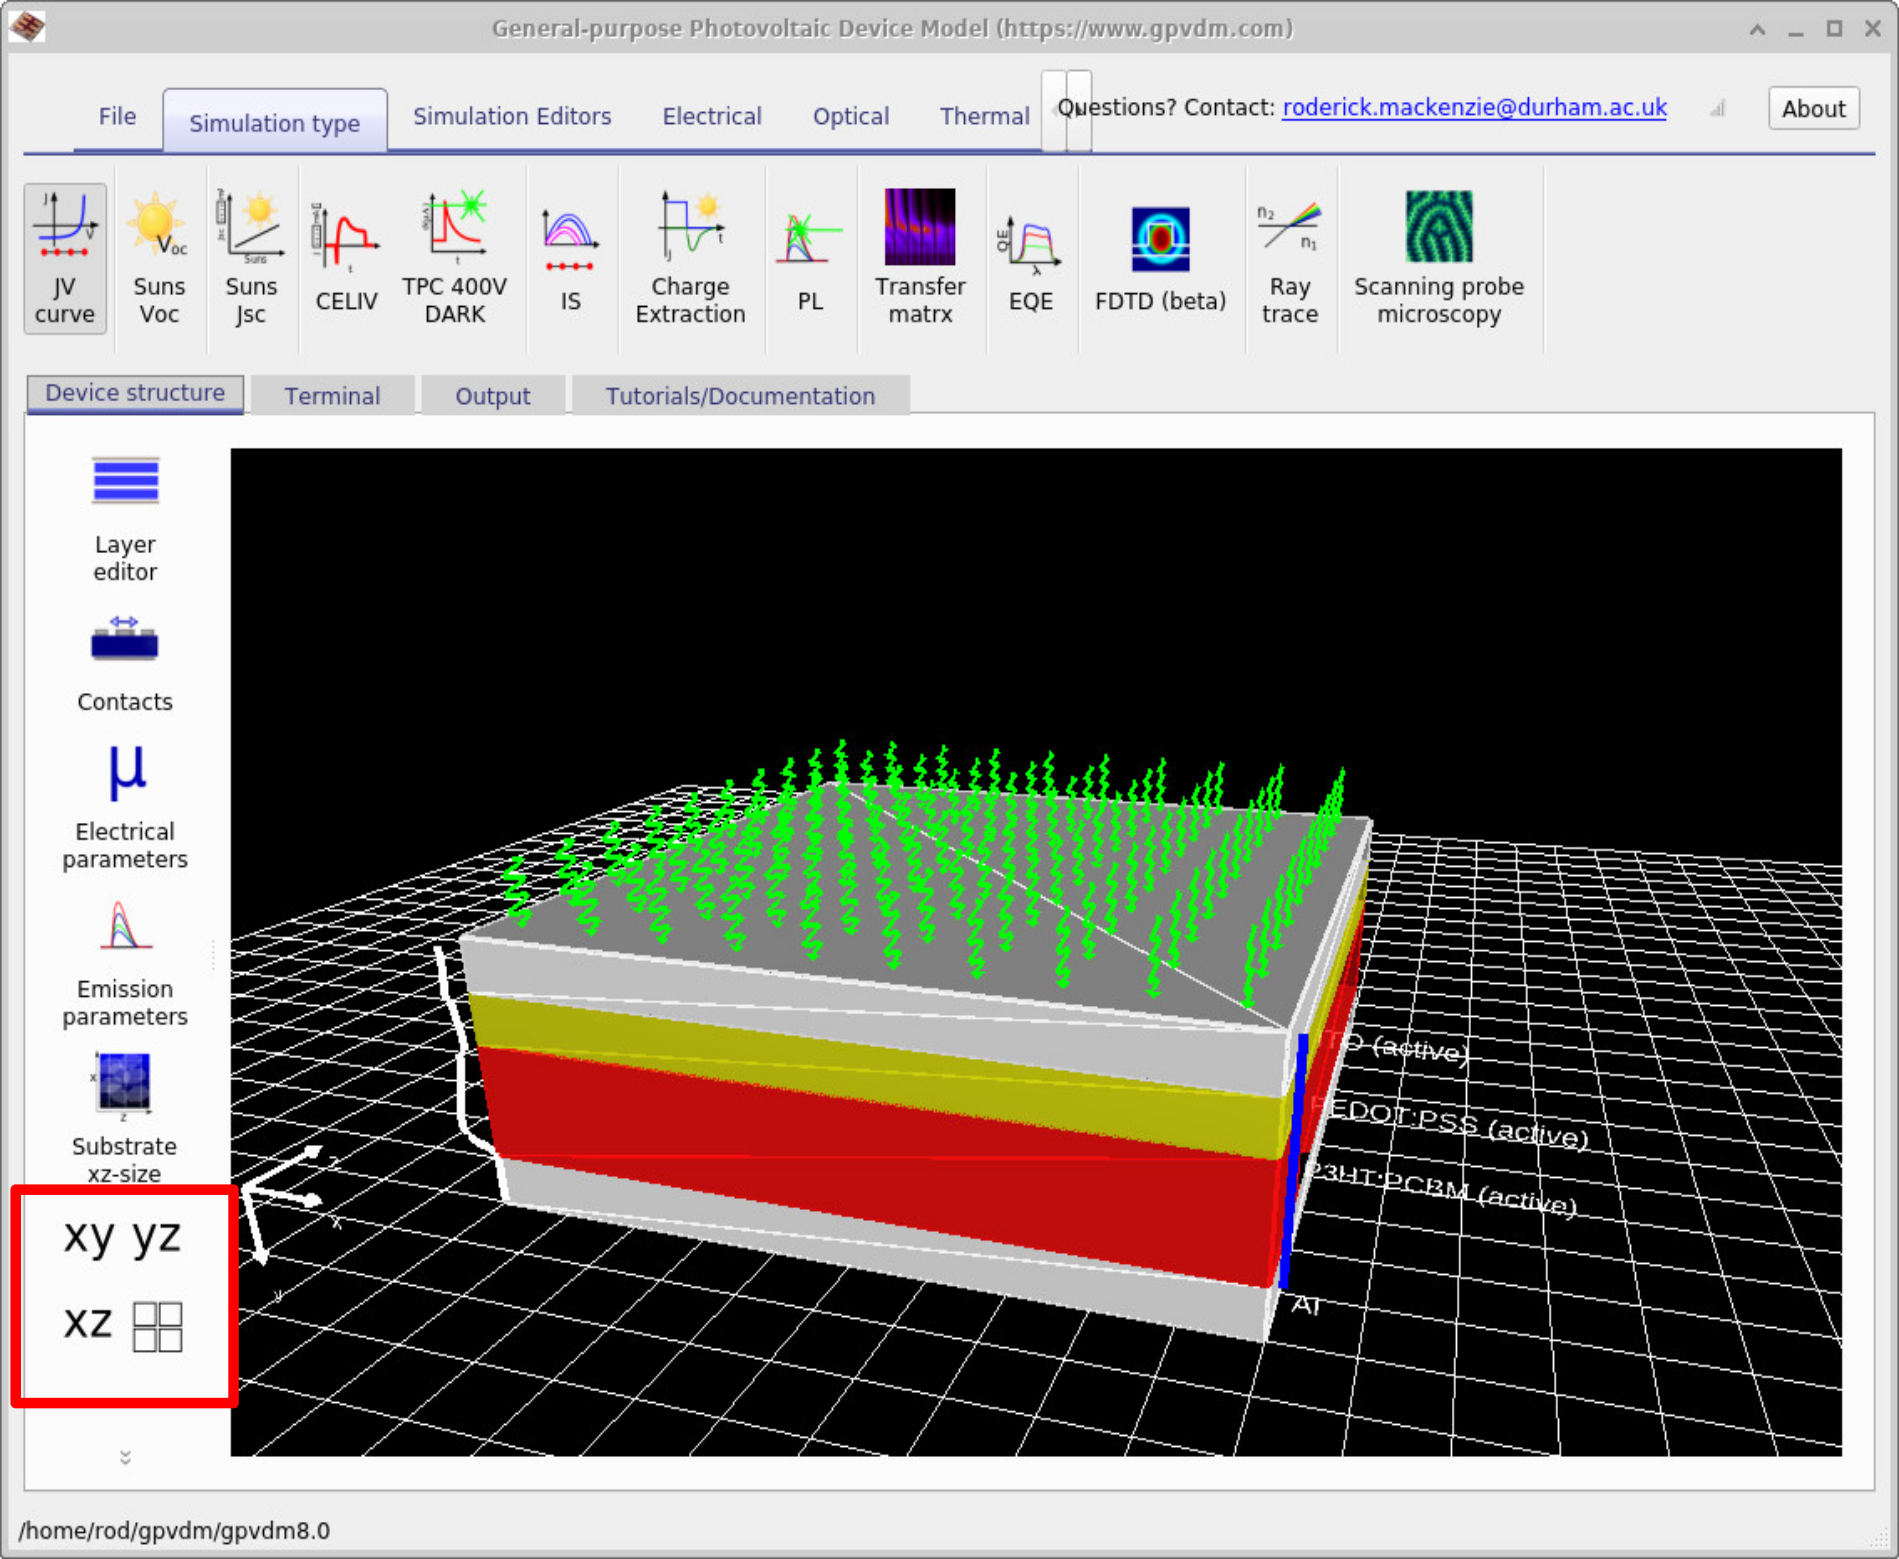 General-purpose Photovoltaic Device Model (https://www.gpvdm.com)
File
Simulation type
Simulation Editors
Electrical
Optical
Thermal
Questions? Contact: roderick.mackenzie@durham.ac.uk
About
JV
curve
Suns
Voc
Suns
Jsc
CELIV
TPC 400V
DARK
IS
Charge
Extraction
PL
Transfer
matrx
EQE
FDTD (beta)
Ray
trace
Scanning probe
microscopy
Device structure
Terminal
Output
Tutorials/Documentation
Layer
editor
Contacts
µ
Electrical
parameters
Emission
parameters
Substrate
xz-size
xy yz
xz
O (active)
EDOT:PSS (active)
P3HT:PCBM (active)
Al
x
y
/home/rod/gpvdm/gpvdm8.0